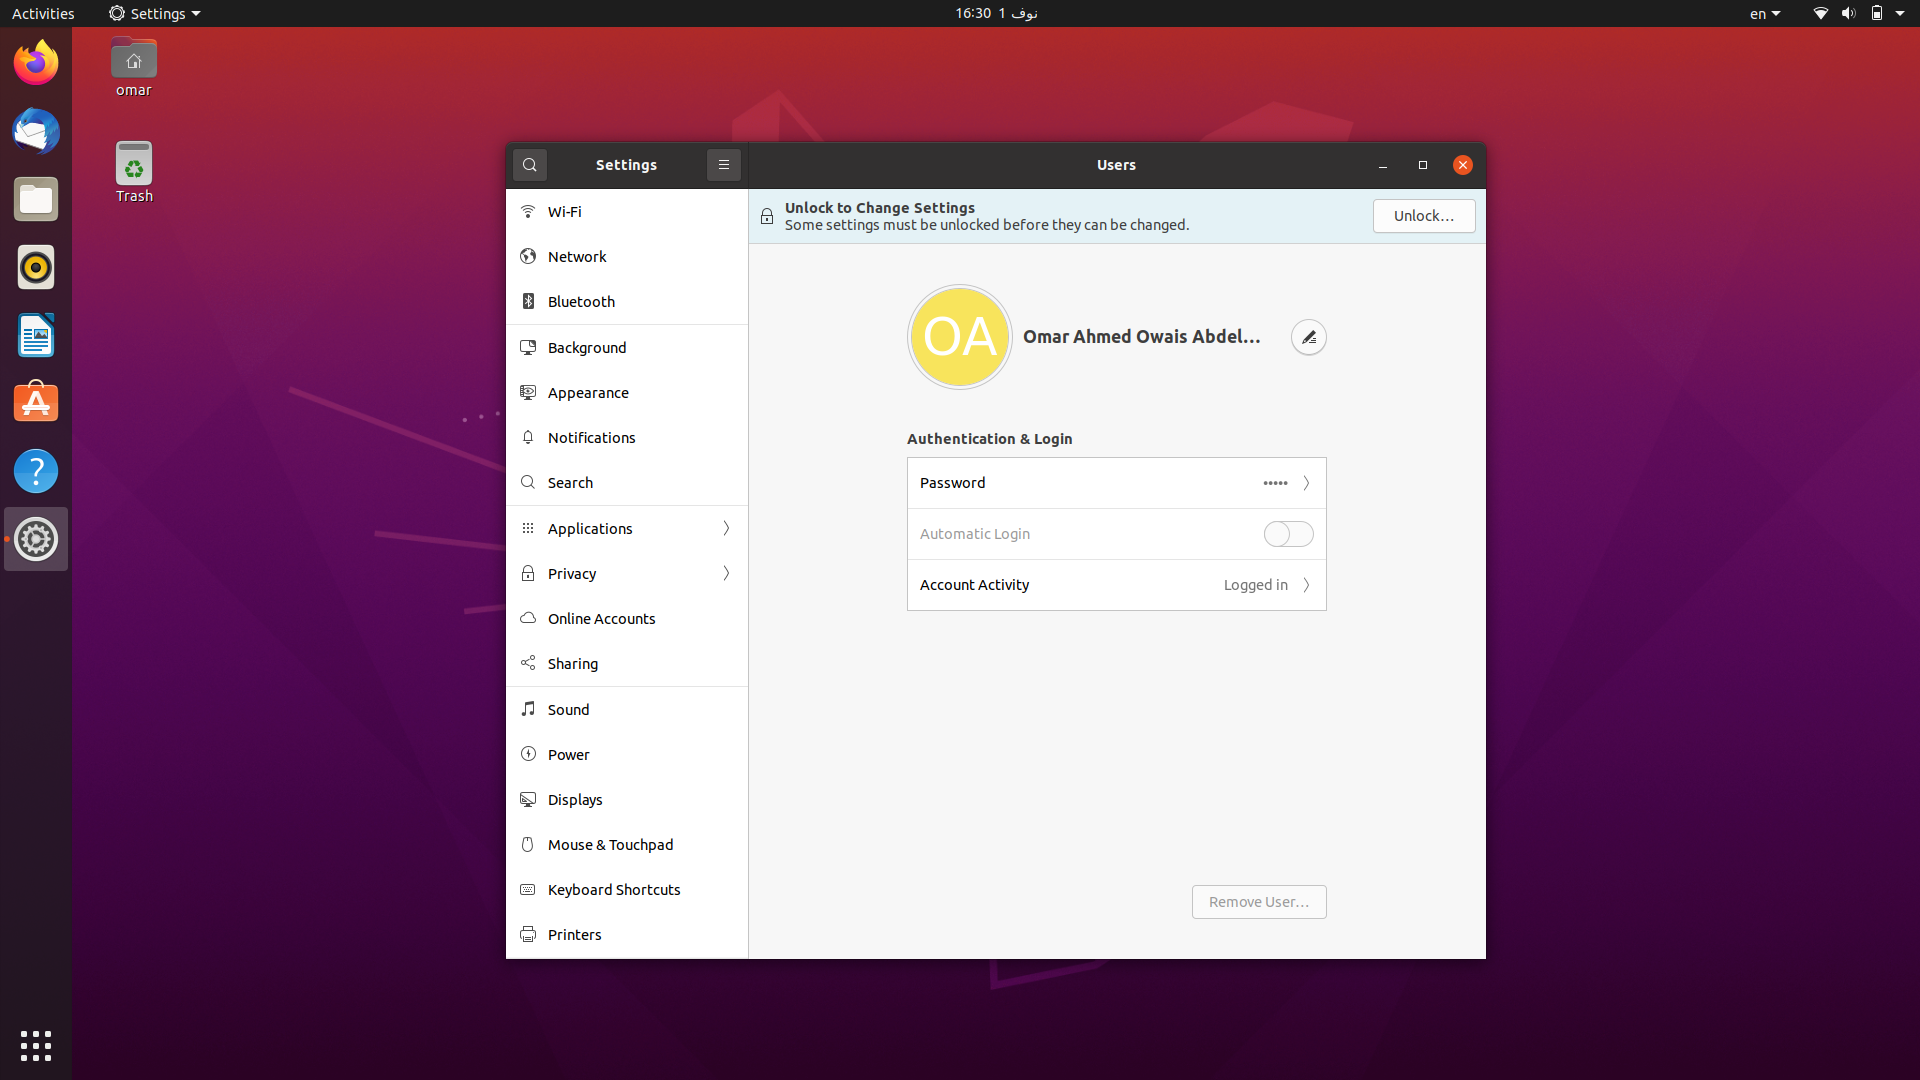 Activities
Settings
نوف 1 16:30
en
omar
Trash
Settings
Users
Wi-Fi
Network
Bluetooth
Background
Appearance
Notifications
Search
Applications
Privacy
Online Accounts
Sharing
Sound
Power
Displays
Mouse & Touchpad
Keyboard Shortcuts
Printers
Unlock to Change Settings
Some settings must be unlocked before they can be changed.
Unlock…
OA
Omar Ahmed Owais Abdel…
Authentication & Login
Password •••••
Automatic Login
Account Activity Logged in
Remove User…